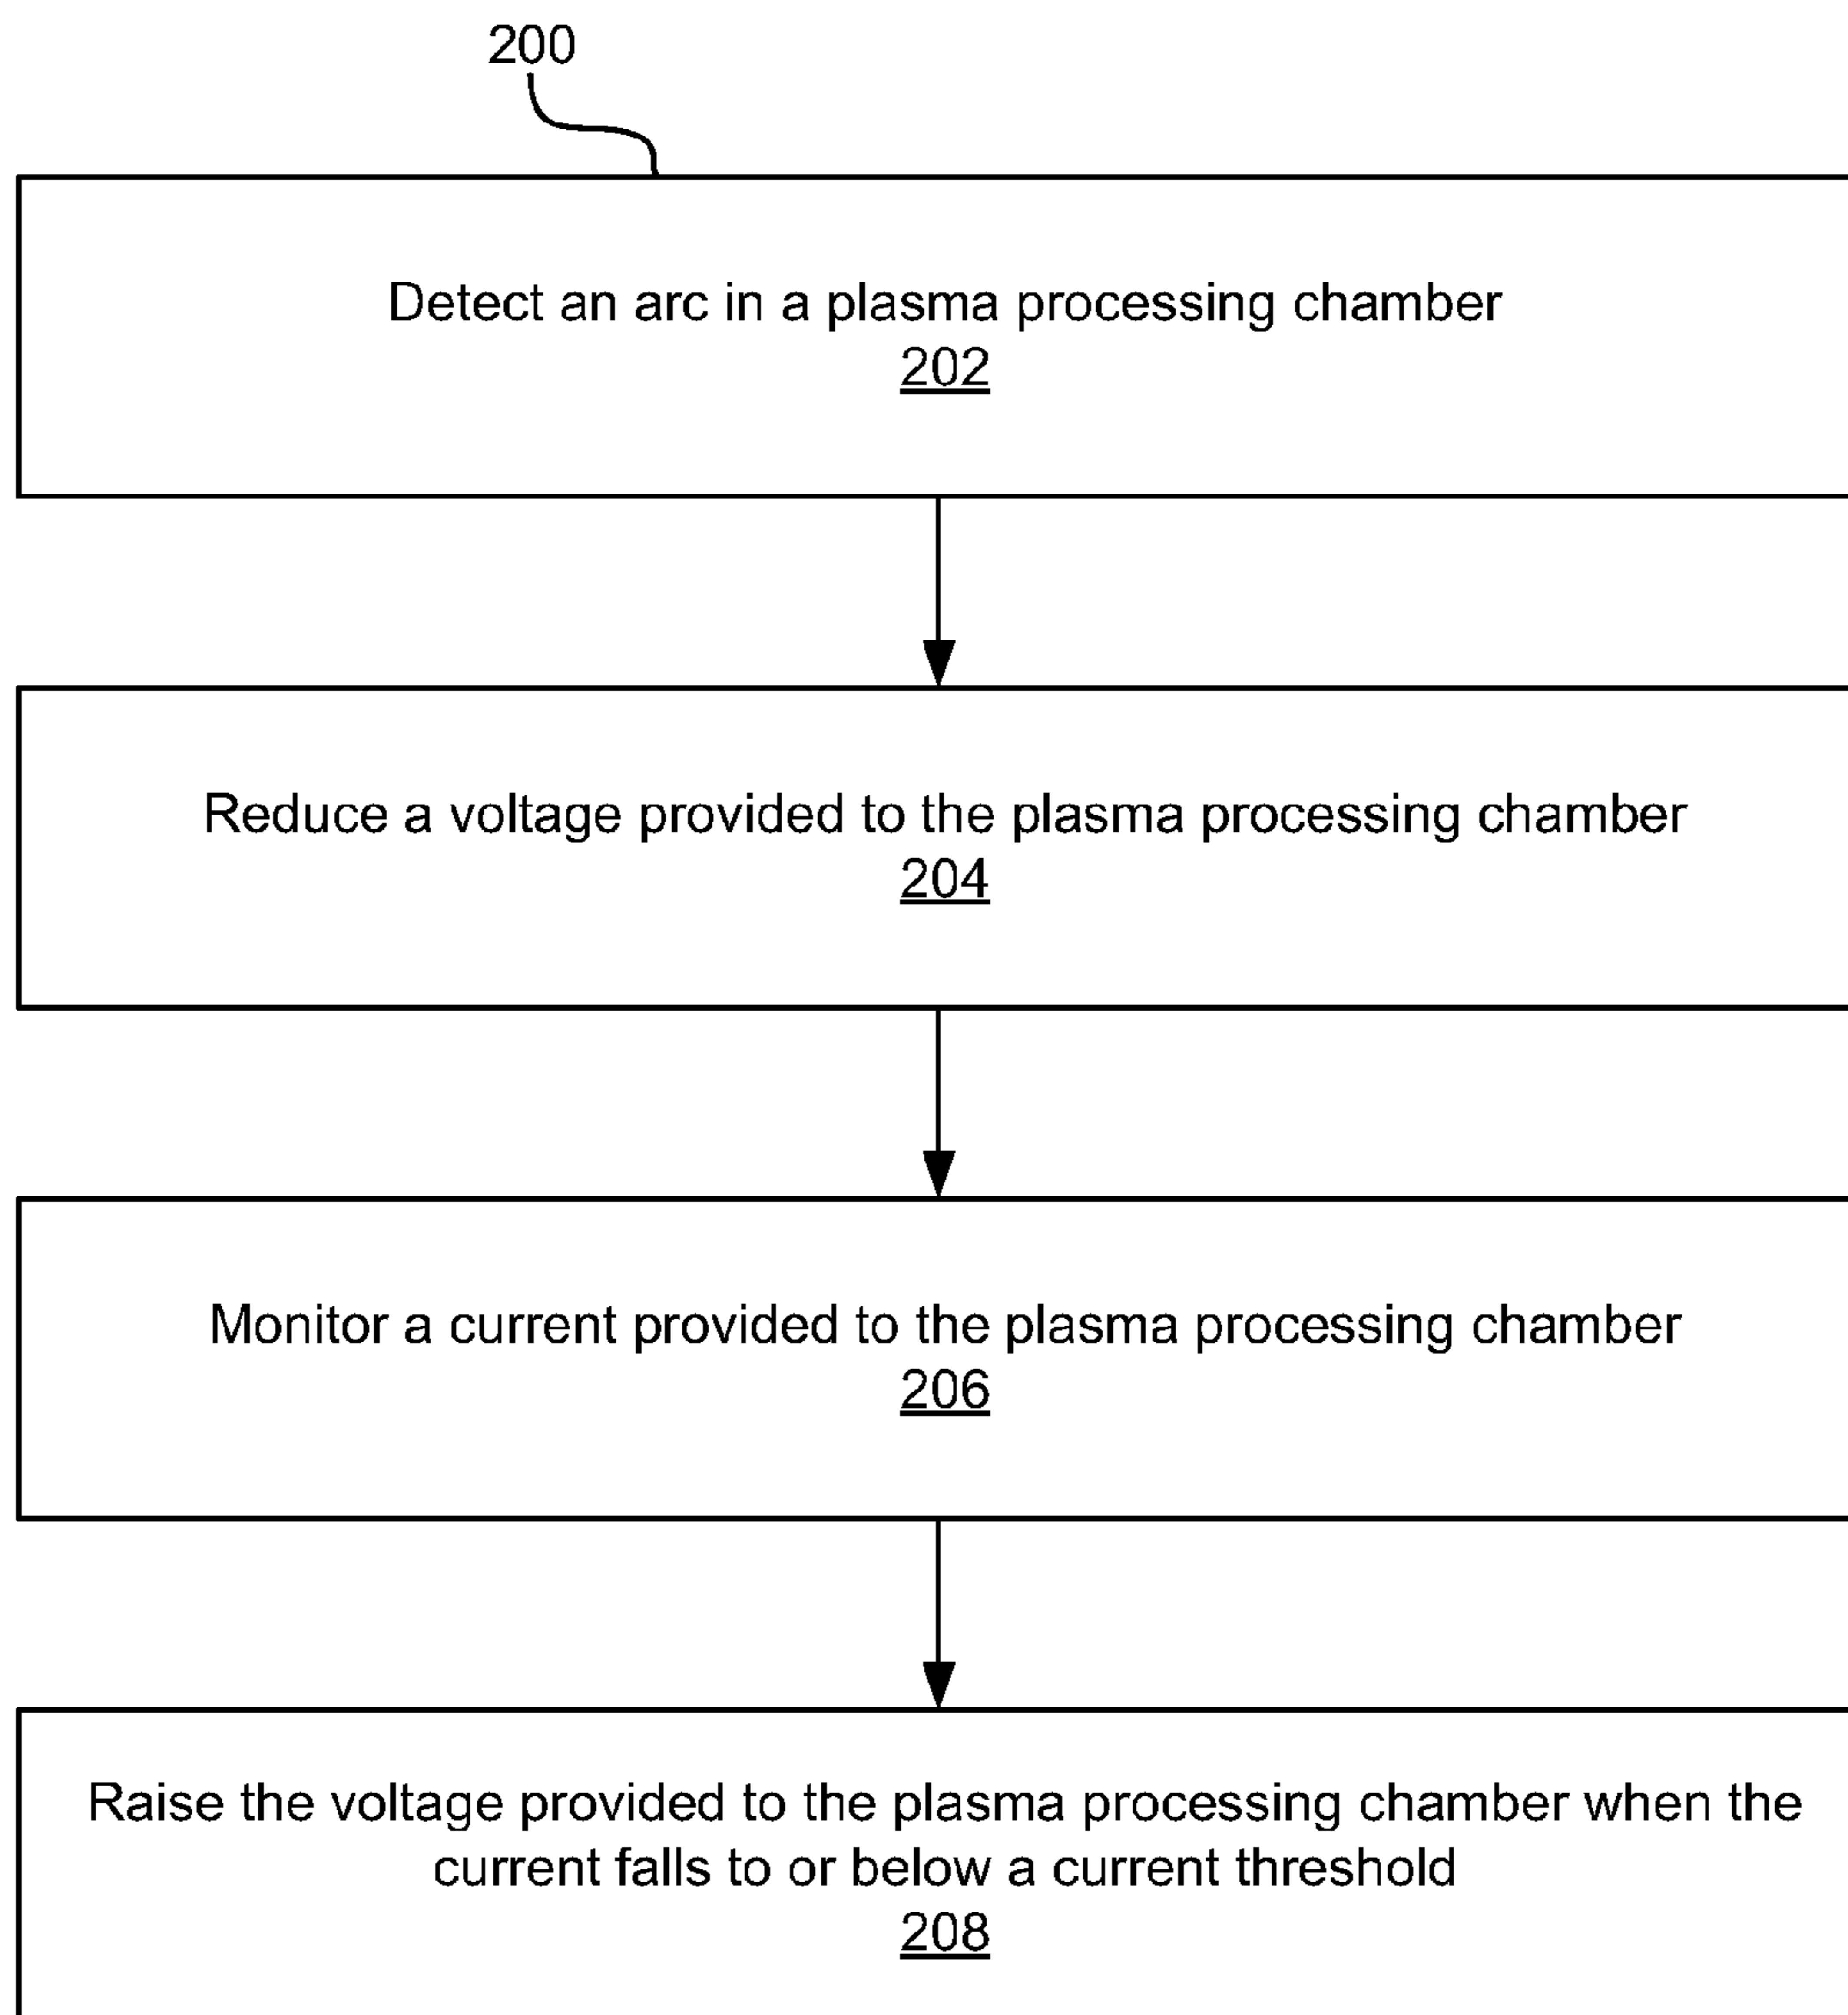 200
Detect an arc in a plasma processing chamber
202
Reduce a voltage provided to the plasma processing chamber
204
Monitor a current provided to the plasma processing chamber
206
Raise the voltage provided to the plasma processing chamber when the
current falls to or below a current threshold
208